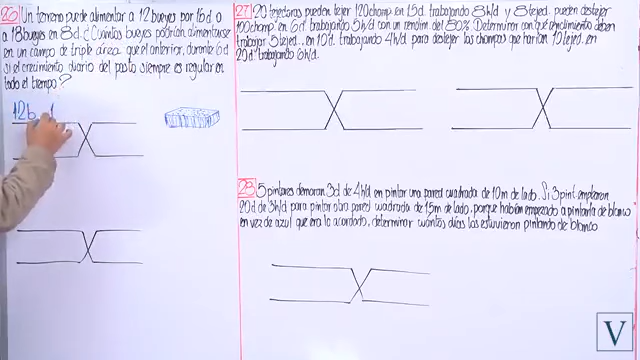 26 Un terreno puede alimentar a 12 bueyes por 16 d o
a 18 bueyes en 8 d. ¿Cuántos bueyes podrían alimentarse
en un campo de triple área que el anterior, durante 6 d
si el crecimiento diario del pasto siempre es regular en
todo el tiempo?
12b
27 20 tejedoras pueden tejer 120 chomp en 15 d. trabajando 8 h/d y 8 tejed. pueden destejer
100 chomp en 6 d. trabajando 5 h/d con un rendim. del 80%. Determinar con qué rendimiento deben
trabajar 5 tejed... en 10 d. trabajando 4 h/d para destejer las chompas que harían 10 tejed. en
20 d. trabajando 6 h/d.
28 5 pintores demoran 3 d de 4 h/d en pintar una pared cuadrada de 10 m de lado. Si 3 pint emplearon
20 d de 3 h/d para pintar otra pared cuadrada de 15 m de lado, porque habían empezado a pintarla de blanco
en vez de azul que era lo acordado, determinar cuántos días las estuvieron pintando de blanco
V